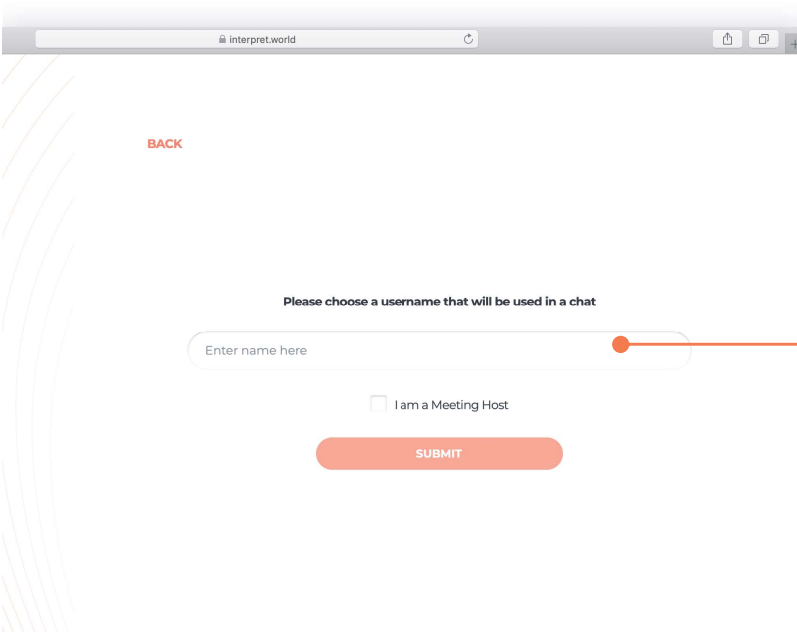 interpret.world
BACK
Please choose a username that will be used in a chat
Enter name here
I am a Meeting Host
SUBMIT